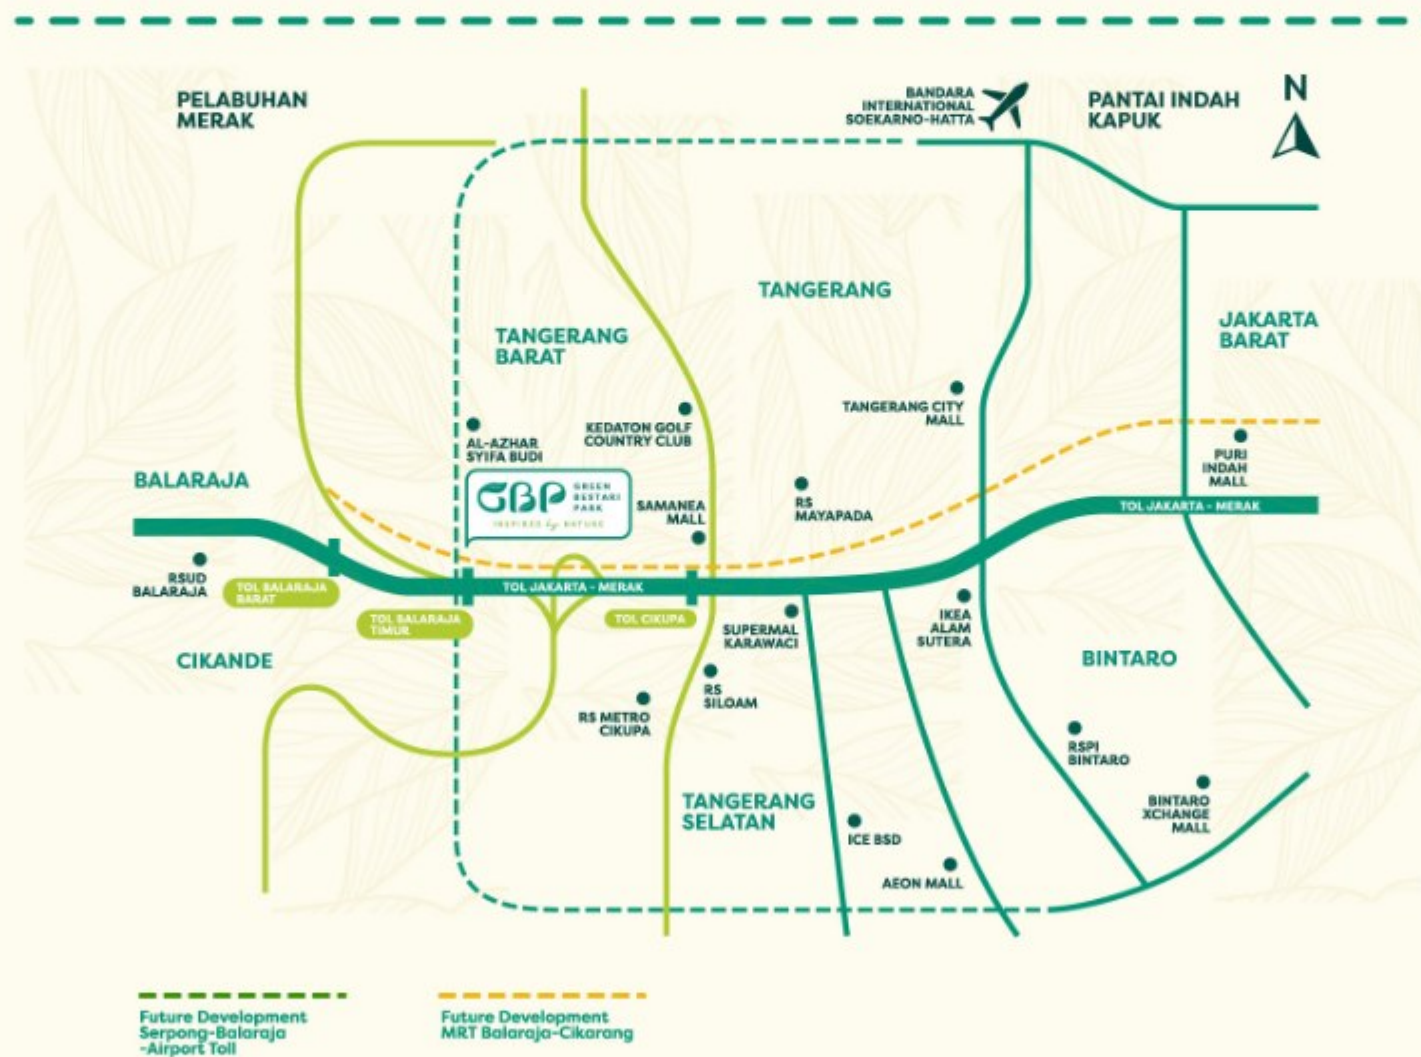 PELABUHAN
MERAK
BANDARA
INTERNATIONAL
SOEKARNO-HATTA
PANTAI INDAH
KAPUK
N
TANGERANG
TANGERANG
BARAT
JAKARTA
BARAT
TANGERANG CITY
MALL
KEDATON GOLF
COUNTRY CLUB
AL-AZHAR
SYIFA BUDI
PURI
INDAH
MALL
BALARAJA
GBP
GREEN
BESTARI
PARK
INSPIRED by NATURE
SAMANEA
MALL
RS
MAYAPADA
TOL JAKARTA - MERAK
RSUD
BALARAJA
TOL BALARAJA
BARAT
TOL JAKARTA - MERAK
TOL BALARAJA
TIMUR
TOL CIKUPA
SUPERMAL
KARAWACI
IKEA
ALAM
SUTERA
CIKANDE
BINTARO
RS
SILOAM
RS METRO
CIKUPA
RSPI
BINTARO
TANGERANG
SELATAN
BINTARO
XCHANGE
MALL
ICE BSD
AEON MALL
Future Development
Serpong-Balaraja
-Airport Toll
Future Development
MRT Balaraja-Cikarang